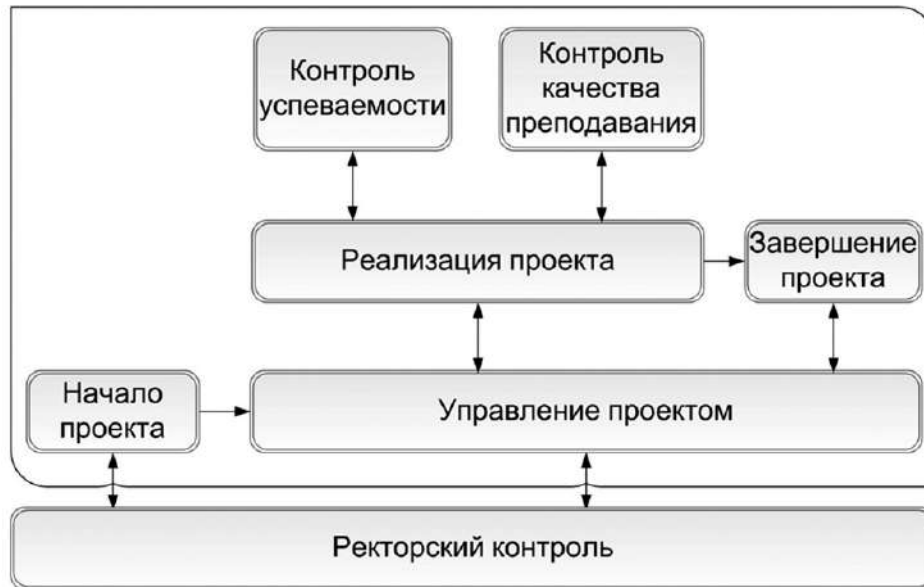 Контроль
успеваемости
Контроль
качества
преподавания
Реализация проекта
Завершение
проекта
Начало
проекта
Управление проектом
Ректорский контроль